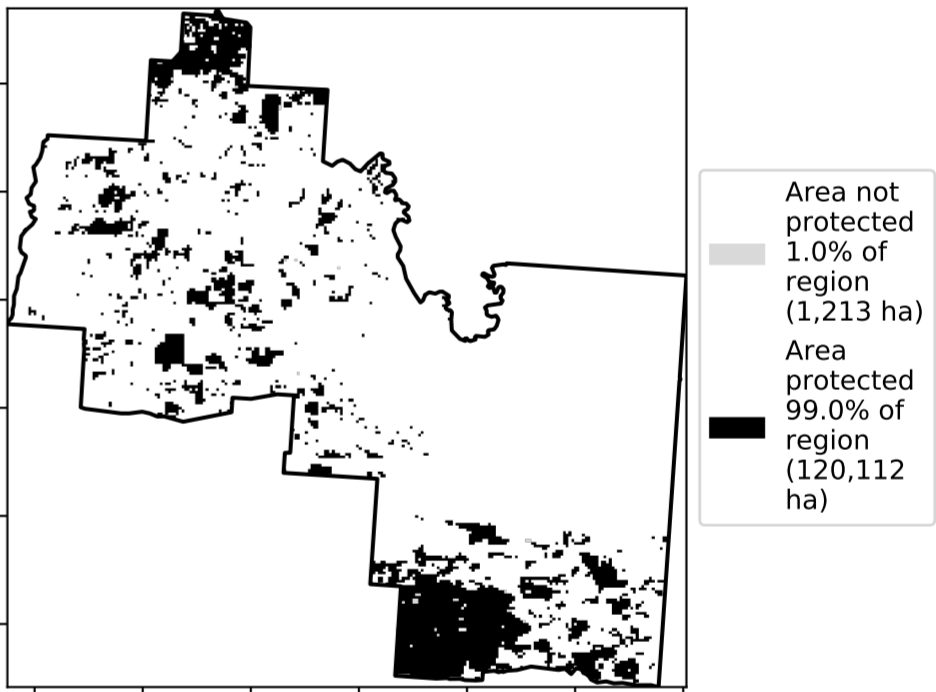 Area not
protected
1.0% of
region
(1,213 ha)
Area
protected
99.0% of
region
(120,112
ha)